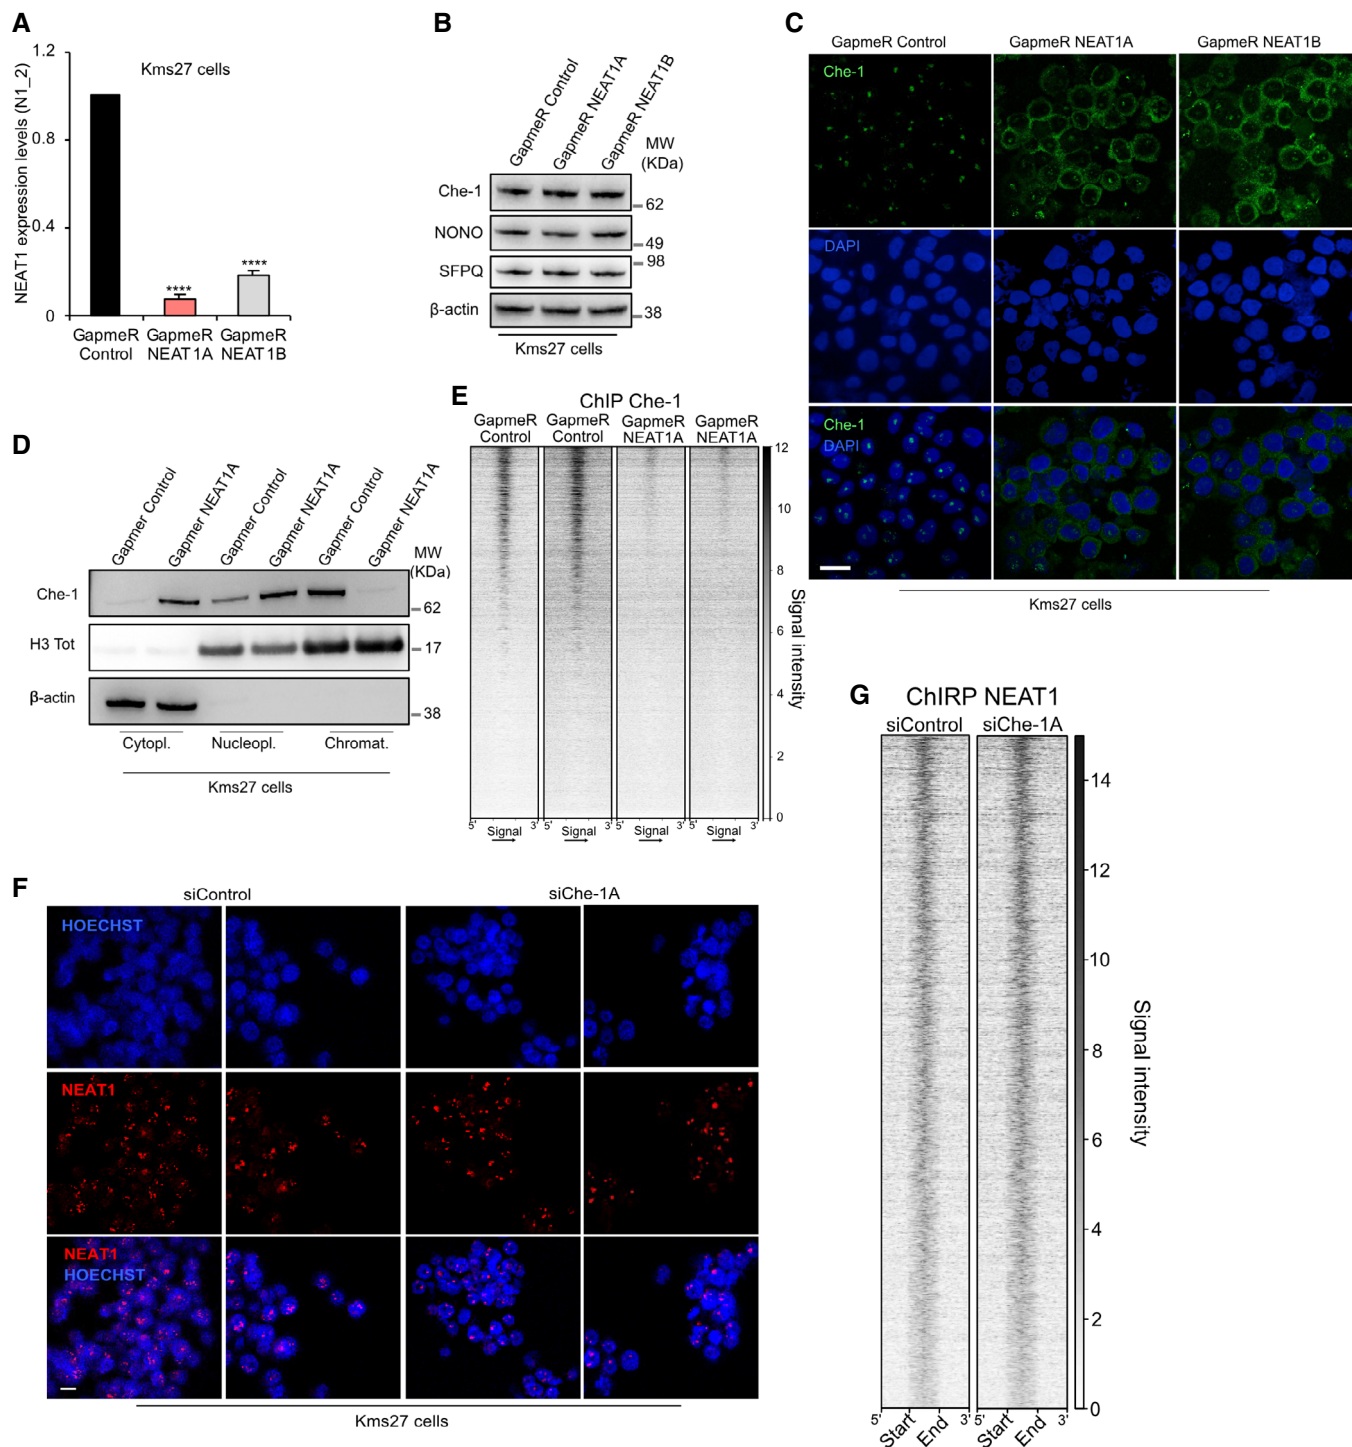 A
1.2
0.8
0.4
0
NEAT1 expression levels (N1_2)
Kms27 cells
****
****
GapmeR Control
GapmeR NEAT1A
GapmeR NEAT1B
B
GapmeR Control
GapmeR NEAT1A
GapmeR NEAT1B
MW
(KDa)
Che-1
62
NONO
49
SFPQ
98
β-actin
38
Kms27 cells
C
GapmeR Control
GapmeR NEAT1A
GapmeR NEAT1B
Che-1
DAPI
Che-1
DAPI
Kms27 cells
D
Gapmer Control
Gapmer NEAT1A
Gapmer Control
Gapmer NEAT1A
Gapmer Control
Gapmer NEAT1A
MW
(KDa)
Che-1
62
H3 Tot
17
β-actin
38
Cytopl.
Nucleopl.
Chromat.
Kms27 cells
E
ChIP Che-1
GapmeR Control
GapmeR Control
GapmeR NEAT1A
GapmeR NEAT1A
12
10
8
6
4
2
0
Signal intensity
5' 3' 5' 3' 5' 3' 5' 3'
Signal Signal Signal Signal
F
siControl
siChe-1A
HOECHST
NEAT1
NEAT1
HOECHST
Kms27 cells
G
ChIRP NEAT1
siControl
siChe-1A
14
12
10
8
6
4
2
0
Signal intensity
5' Start End 3' 5' Start End 3'